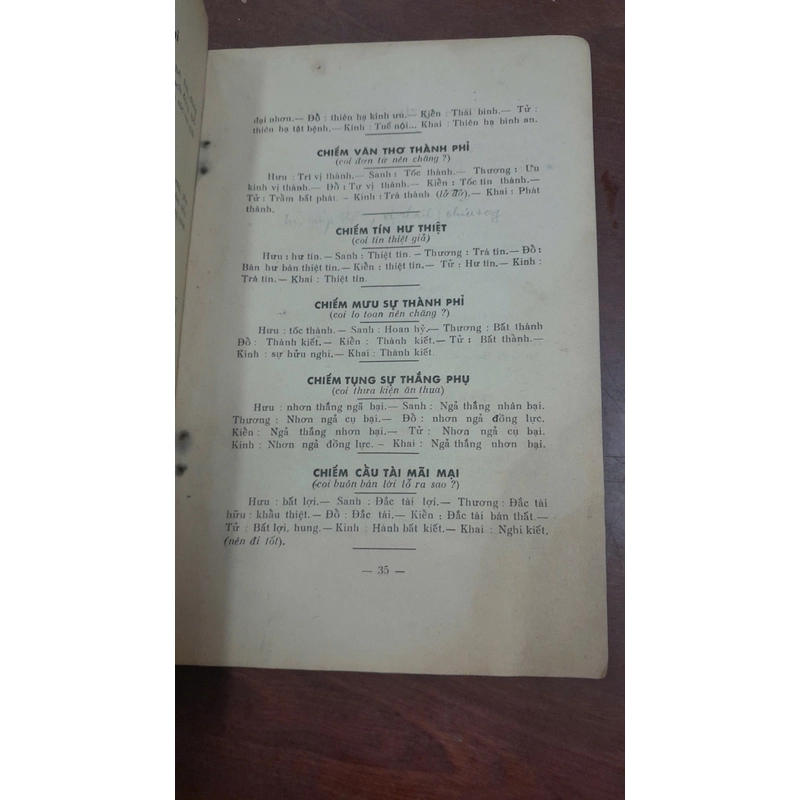 đại nhơn.— Đồ : thiên hạ kinh ưu.— Kiển : Thái bình.— Tử :
thiên hạ tật bệnh.— Kinh : Tuế nội... Khai : Thiên hạ bình an.
CHIẾM VĂN THƠ THÀNH PHỈ
(coi đơn từ nên chăng ?)
Hưu : Trì vị thành.— Sanh : Tốc thành.— Thương : Ưu
kinh vị thành.— Đồ : Tự vị thành.— Kiển : Tốc tin thành.—
Tử : Trầm bất phát. – Kinh : Trá thành (lỡ dỡ).— Khai : Phát
thành.
CHIẾM TÍN HƯ THIỆT
(coi tin thiệt giả)
Hưu : hư tín.— Sanh : Thiệt tín. – Thương : Trá tín.— Đồ :
Bán hư bán thiệt tín.— Kiển : thiệt tín.— Tử : Hư tín.— Kinh :
Trá tín.— Khai : Thiệt tín.
CHIẾM MƯU SỰ THÀNH PHỈ
(coi lo toan nên chăng ?)
Hưu : tốc thành.— Sanh : Hoan hỷ.— Thương : Bất thành
Đồ : Thành kiết.— Kiển : Thành kiết.— Tử : Bất thành.—
Kinh : sự hữu nghi.— Khai : Thành kiết.
CHIẾM TỤNG SỰ THẮNG PHỤ
(coi thưa kiện ăn thua)
Hưu : nhơn thắng ngã bại.— Sanh : Ngã thắng nhân bại.
Thương : Nhơn ngã cụ bại.— Đồ : nhơn ngã đồng lực.
Kiển : Ngã thắng nhơn bại.— Tử : Nhơn ngã cụ bại.
Kinh : Nhơn ngã đồng lực. – Khai : Ngã thắng nhơn bại.
CHIẾM CẦU TÀI MÃI MẠI
(coi buôn bán lời lỗ ra sao ?)
Hưu : bất lợi.— Sanh : Đắc tài lợi.— Thương : Đắc tài
hữu : khẩu thiệt.— Đồ : Đắc tài.— Kiển : Đắc tài bán thất.—
Tử : Bất lợi, hung.— Kinh : Hành bất kiết.— Khai : Nghi kiết.
(nên đi tốt).
— 35 —